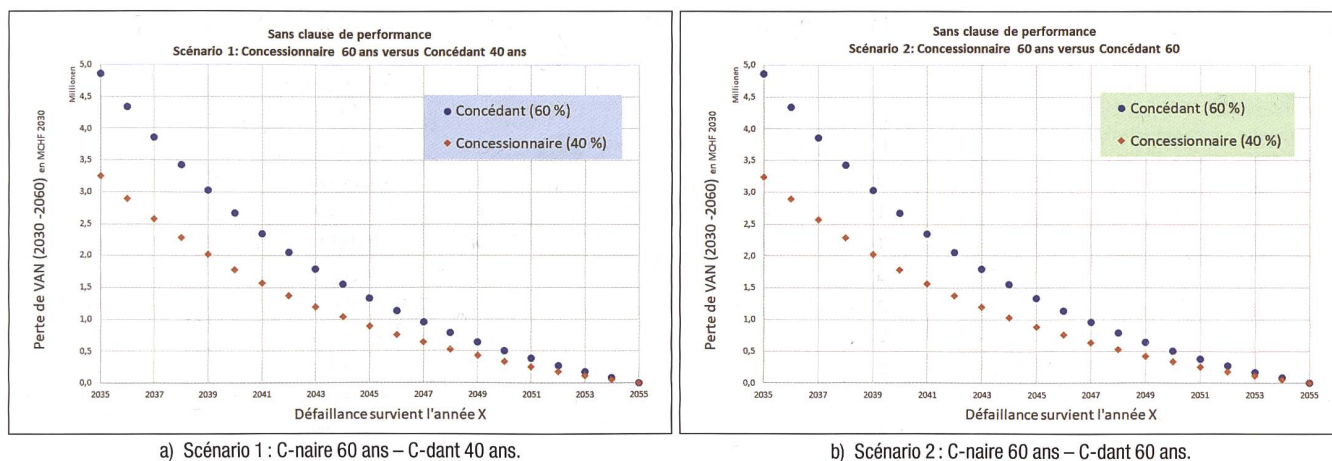 Sans clause de performance
Scénario 1: Concessionnaire 60 ans versus Concédant 40 ans
Millionen
5,0
4,5
4,0
3,5
3,0
2,5
2,0
1,5
1,0
0,5
0,0
Perte de VAN (2030 -2060) en MCHF 2030
Concédant (60 %)
Concessionnaire (40 %)
2035 2037 2039 2041 2043 2045 2047 2049 2051 2053 2055
Défaillance survient l'année X
a) Scénario 1 : C-naire 60 ans – C-dant 40 ans.
Sans clause de performance
Scénario 2: Concessionnaire 60 ans versus Concédant 60
Millionen
5,0
4,5
4,0
3,5
3,0
2,5
2,0
1,5
1,0
0,5
0,0
Perte de VAN (2030 -2060) en MCHF 2030
Concédant (60 %)
Concessionnaire (40 %)
2035 2037 2039 2041 2043 2045 2047 2049 2051 2053 2055
Défaillance survient l'année X
b) Scénario 2 : C-naire 60 ans – C-dant 60 ans.